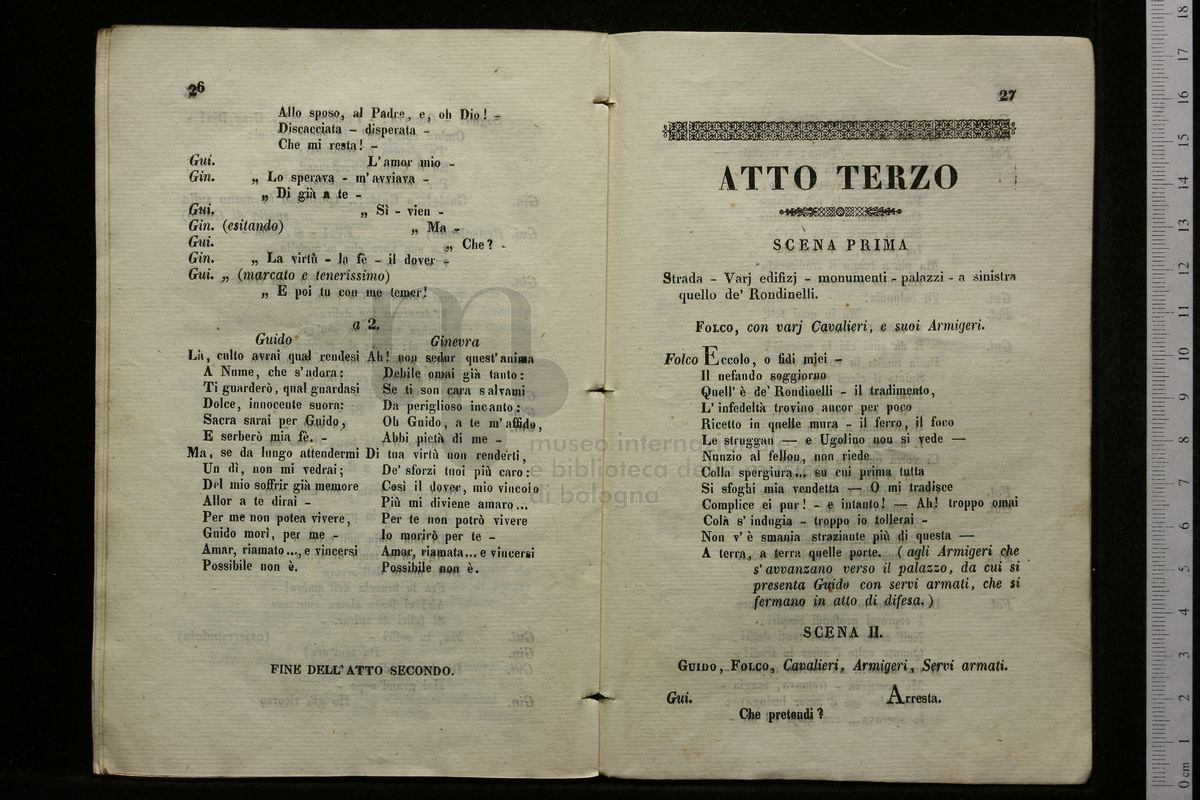 26
Allo sposo, al Padre, e, oh Dio! -
Discacciata - disperata -
Che mi resta! -
Gui. L'amor mio -
Gin. „ Lo sperava - m'avviava -
„ Di già a te -
Gui. „ Sì - vien -
Gin. (esitando) „ Ma -
Gui. „ Che? -
Gin. „ La virtù - la fè - il dover -
Gui. „ (marcato e tenerissimo)
„ E poi tu con me temer!
a 2.
Guido
Là, culto avrai qual rendesi
A Nume, che s'adora:
Ti guarderò, qual guardasi
Dolce, innocente suora:
Sacra sarai per Guido,
E serberò mia fè. -
Ma, se da lungo attendermi
Un dì, non mi vedrai;
Del mio soffrir già memore
Allor a te dirai -
Per me non potea vivere,
Guido morì, per me -
Amar, riamato..., e vincersi
Possibile non è.
Ginevra
Ah! non sedur quest'anima
Debile omai già tanto:
Se ti son cara salvami
Da periglioso incanto:
Oh Guido, a te m'affido,
Abbi pietà di me -
Di tua virtù non renderti,
De' sforzi tuoi più caro:
Così il dover, mio vincolo
Più mi diviene amaro...
Per te non potrò vivere
Io morirò per te -
Amar, riamata... e vincersi
Possibile non è.
FINE DELL'ATTO SECONDO.
27
ATTO TERZO
SCENA PRIMA
Strada - Varj edifizj - monumenti - palazzi - a sinistra
quello de' Rondinelli.
FOLCO, con varj Cavalieri, e suoi Armigeri.
Folco Eccolo, o fidi miei -
Il nefando soggiorno
Quell'è de' Rondinelli - il tradimento,
L'infedeltà trovino ancor per poco
Ricetto in quelle mura - il ferro, il foco
Le struggan — e Ugolino non si vede —
Nunzio al fellon, non riede
Colla spergiura... su cui prima tutta
Si sfoghi mia vendetta — O mi tradisce
Complice ei pur! - e intanto! — Ah! troppo omai
Colà s'indugia - troppo io tollerai -
Non v'è smania straziante più di questa —
A terra, a terra quelle porte. (agli Armigeri che
s'avvanzano verso il palazzo, da cui si
presenta Guido con servi armati, che si
fermano in atto di difesa.)
SCENA II.
GUIDO, FOLCO, Cavalieri, Armigeri, Servi armati.
Gui. Arresta.
Che pretendi?
museo interna
e biblioteca de
di bologna